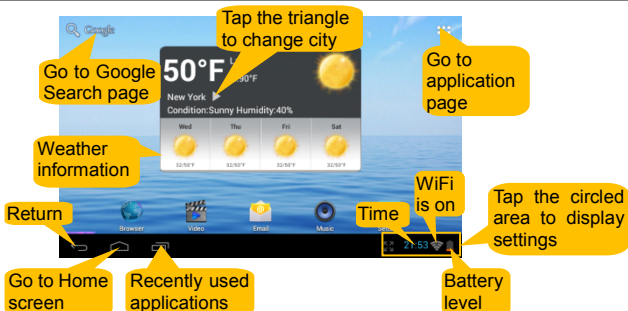 Google
Tap the triangle
to change city
Go to Google
Search page
50°F
90°F
New York
Condition:Sunny Humidity:40%
Go to
application
page
Wed Thu Fri Sat
32/50°F 32/50°F 32/50°F 32/50°F
Weather
information
Browser Video Email Music
WiFi
is on
Return
Time
Tap the circled
area to display
settings
21:53
Go to Home
screen
Recently used
applications
Battery
level